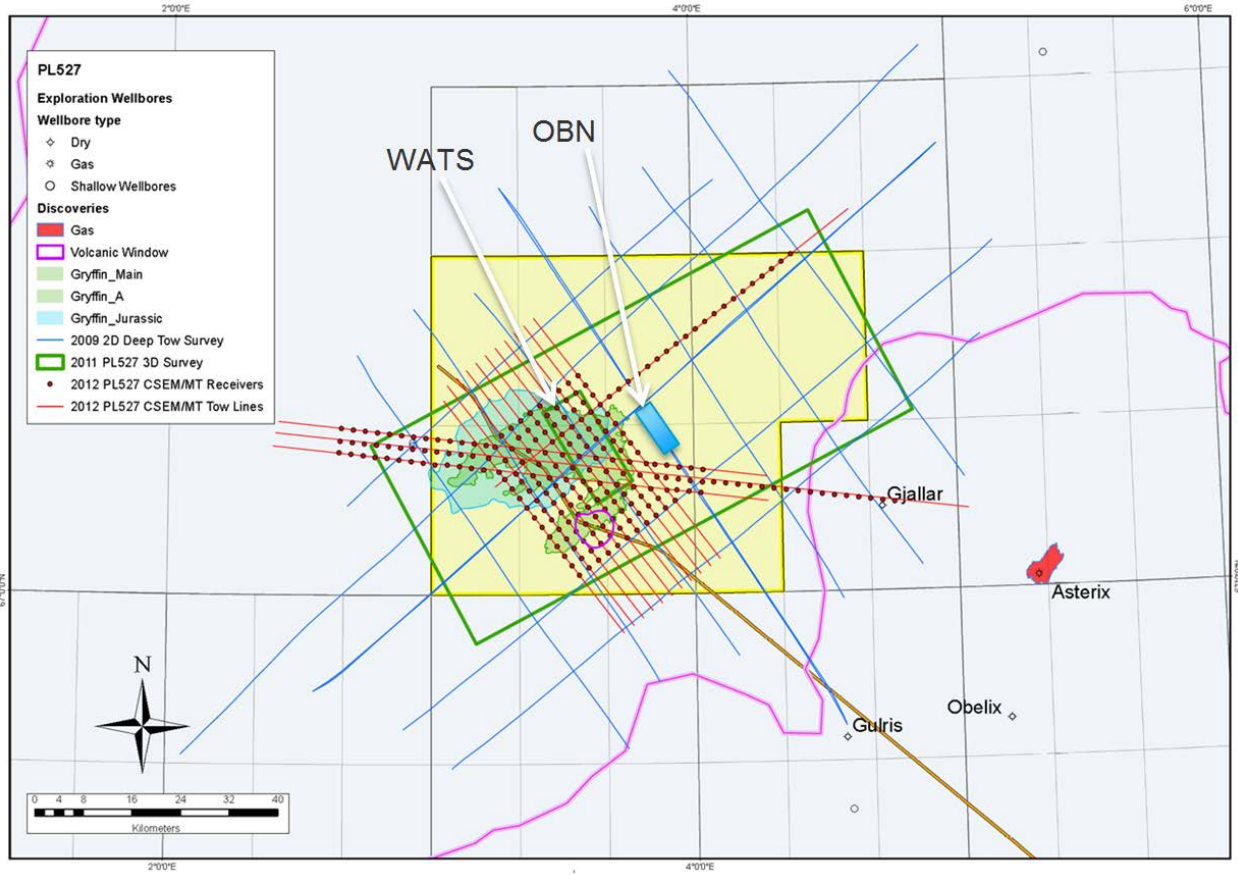 2°0'0"E
4°0'0"E
6°0'0"E
PL527
Exploration Wellbores
Wellbore type
Dry
Gas
Shallow Wellbores
Discoveries
Gas
Volcanic Window
Gryffin_Main
Gryffin_A
Gryffin_Jurassic
2009 2D Deep Tow Survey
2011 PL527 3D Survey
2012 PL527 CSEM/MT Receivers
2012 PL527 CSEM/MT Tow Lines
WATS
OBN
Gjallar
Asterix
67°0'0"N
Obelix
Gulris
N
0 4 8 16 24 32 40
Kilometers
2°0'0"E
4°0'0"E